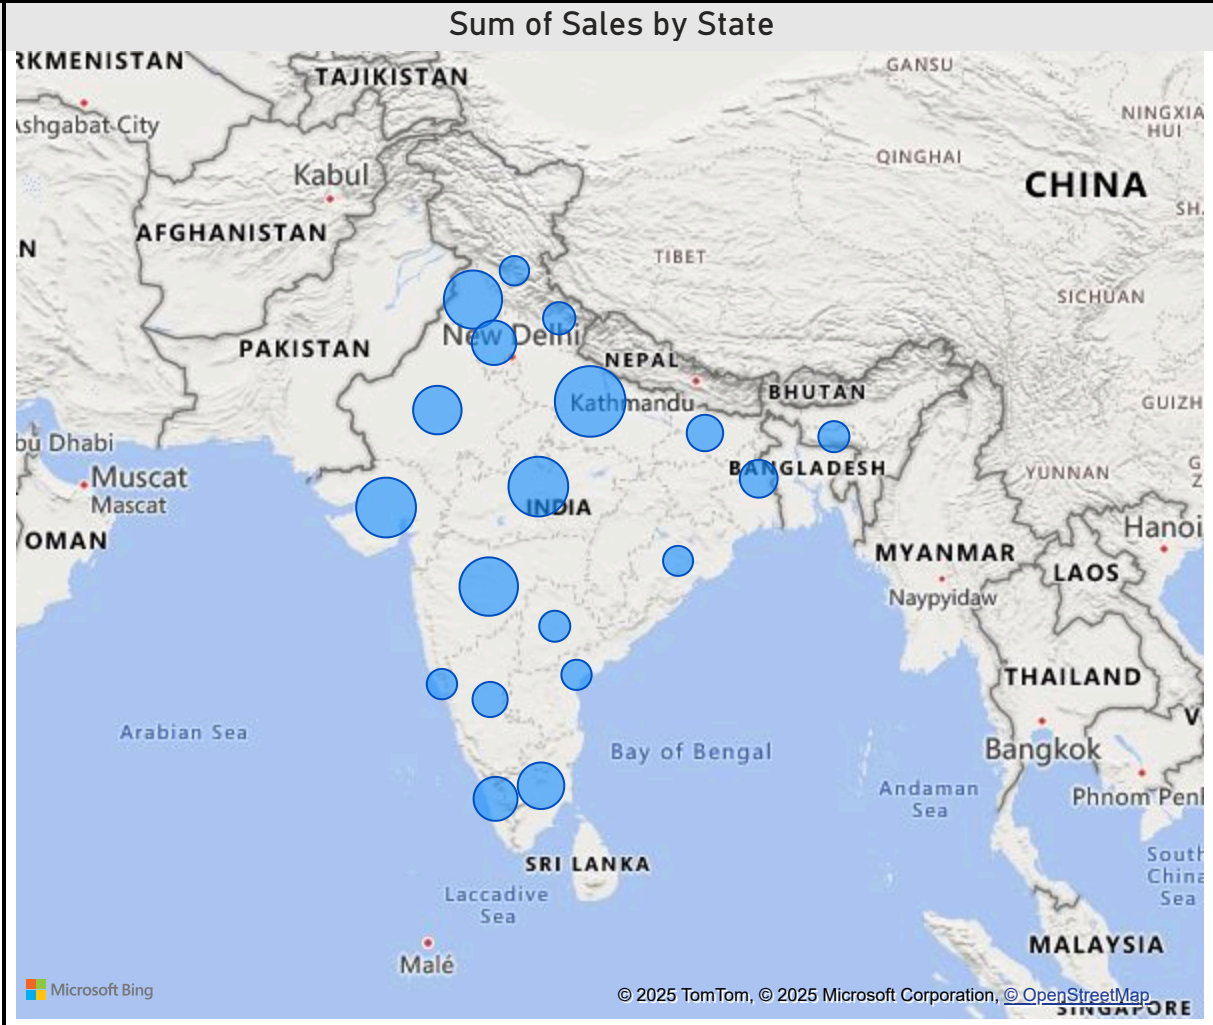 Sum of Sales by State
RKMENISTAN
TAJIKISTAN
GANSU
Ashgabat City
NINGXIA
HUI
QINGHAI
Kabul
CHINA
SH
AFGHANISTAN
N
TIBET
SICHUAN
New Delhi
PAKISTAN
NEPAL
BHUTAN
Kathmandu
GUIZH
bū Dhabi
BANGLADESH
YUNNAN
G
Z
Muscat
Mascat
INDIA
Hanoi
OMAN
MYANMAR
LAOS
Naypyidaw
THAILAND
V
Arabian Sea
Bay of Bengal
Bangkok
Andaman
Sea
Phnom Penh
South
China
Sea
SRI LANKA
Laccadive
Sea
MALAYSIA
Malé
Microsoft Bing
© 2025 TomTom, © 2025 Microsoft Corporation, © OpenStreetMap
SINGAPORE